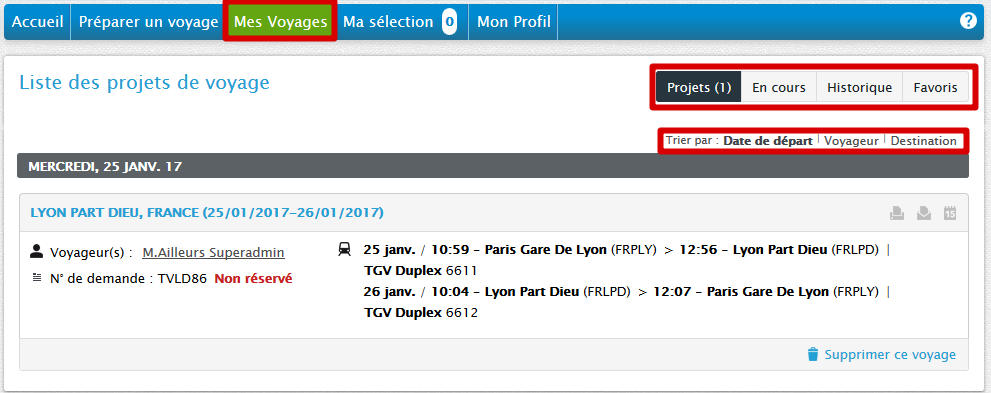 Accueil Préparer un voyage Mes Voyages Ma sélection 0 Mon Profil ?
Liste des projets de voyage
Projets (1) En cours Historique Favoris
Trier par : Date de départ | Voyageur | Destination
MERCREDI, 25 JANV. 17
LYON PART DIEU, FRANCE (25/01/2017-26/01/2017) 15
Voyageur(s) : M.Ailleurs Superadmin
N° de demande : TVLD86 Non réservé
25 janv. / 10:59 - Paris Gare De Lyon (FRPLY) > 12:56 - Lyon Part Dieu (FRLPD) |
TGV Duplex 6611
26 janv. / 10:04 - Lyon Part Dieu (FRLPD) > 12:07 - Paris Gare De Lyon (FRPLY) |
TGV Duplex 6612
Supprimer ce voyage